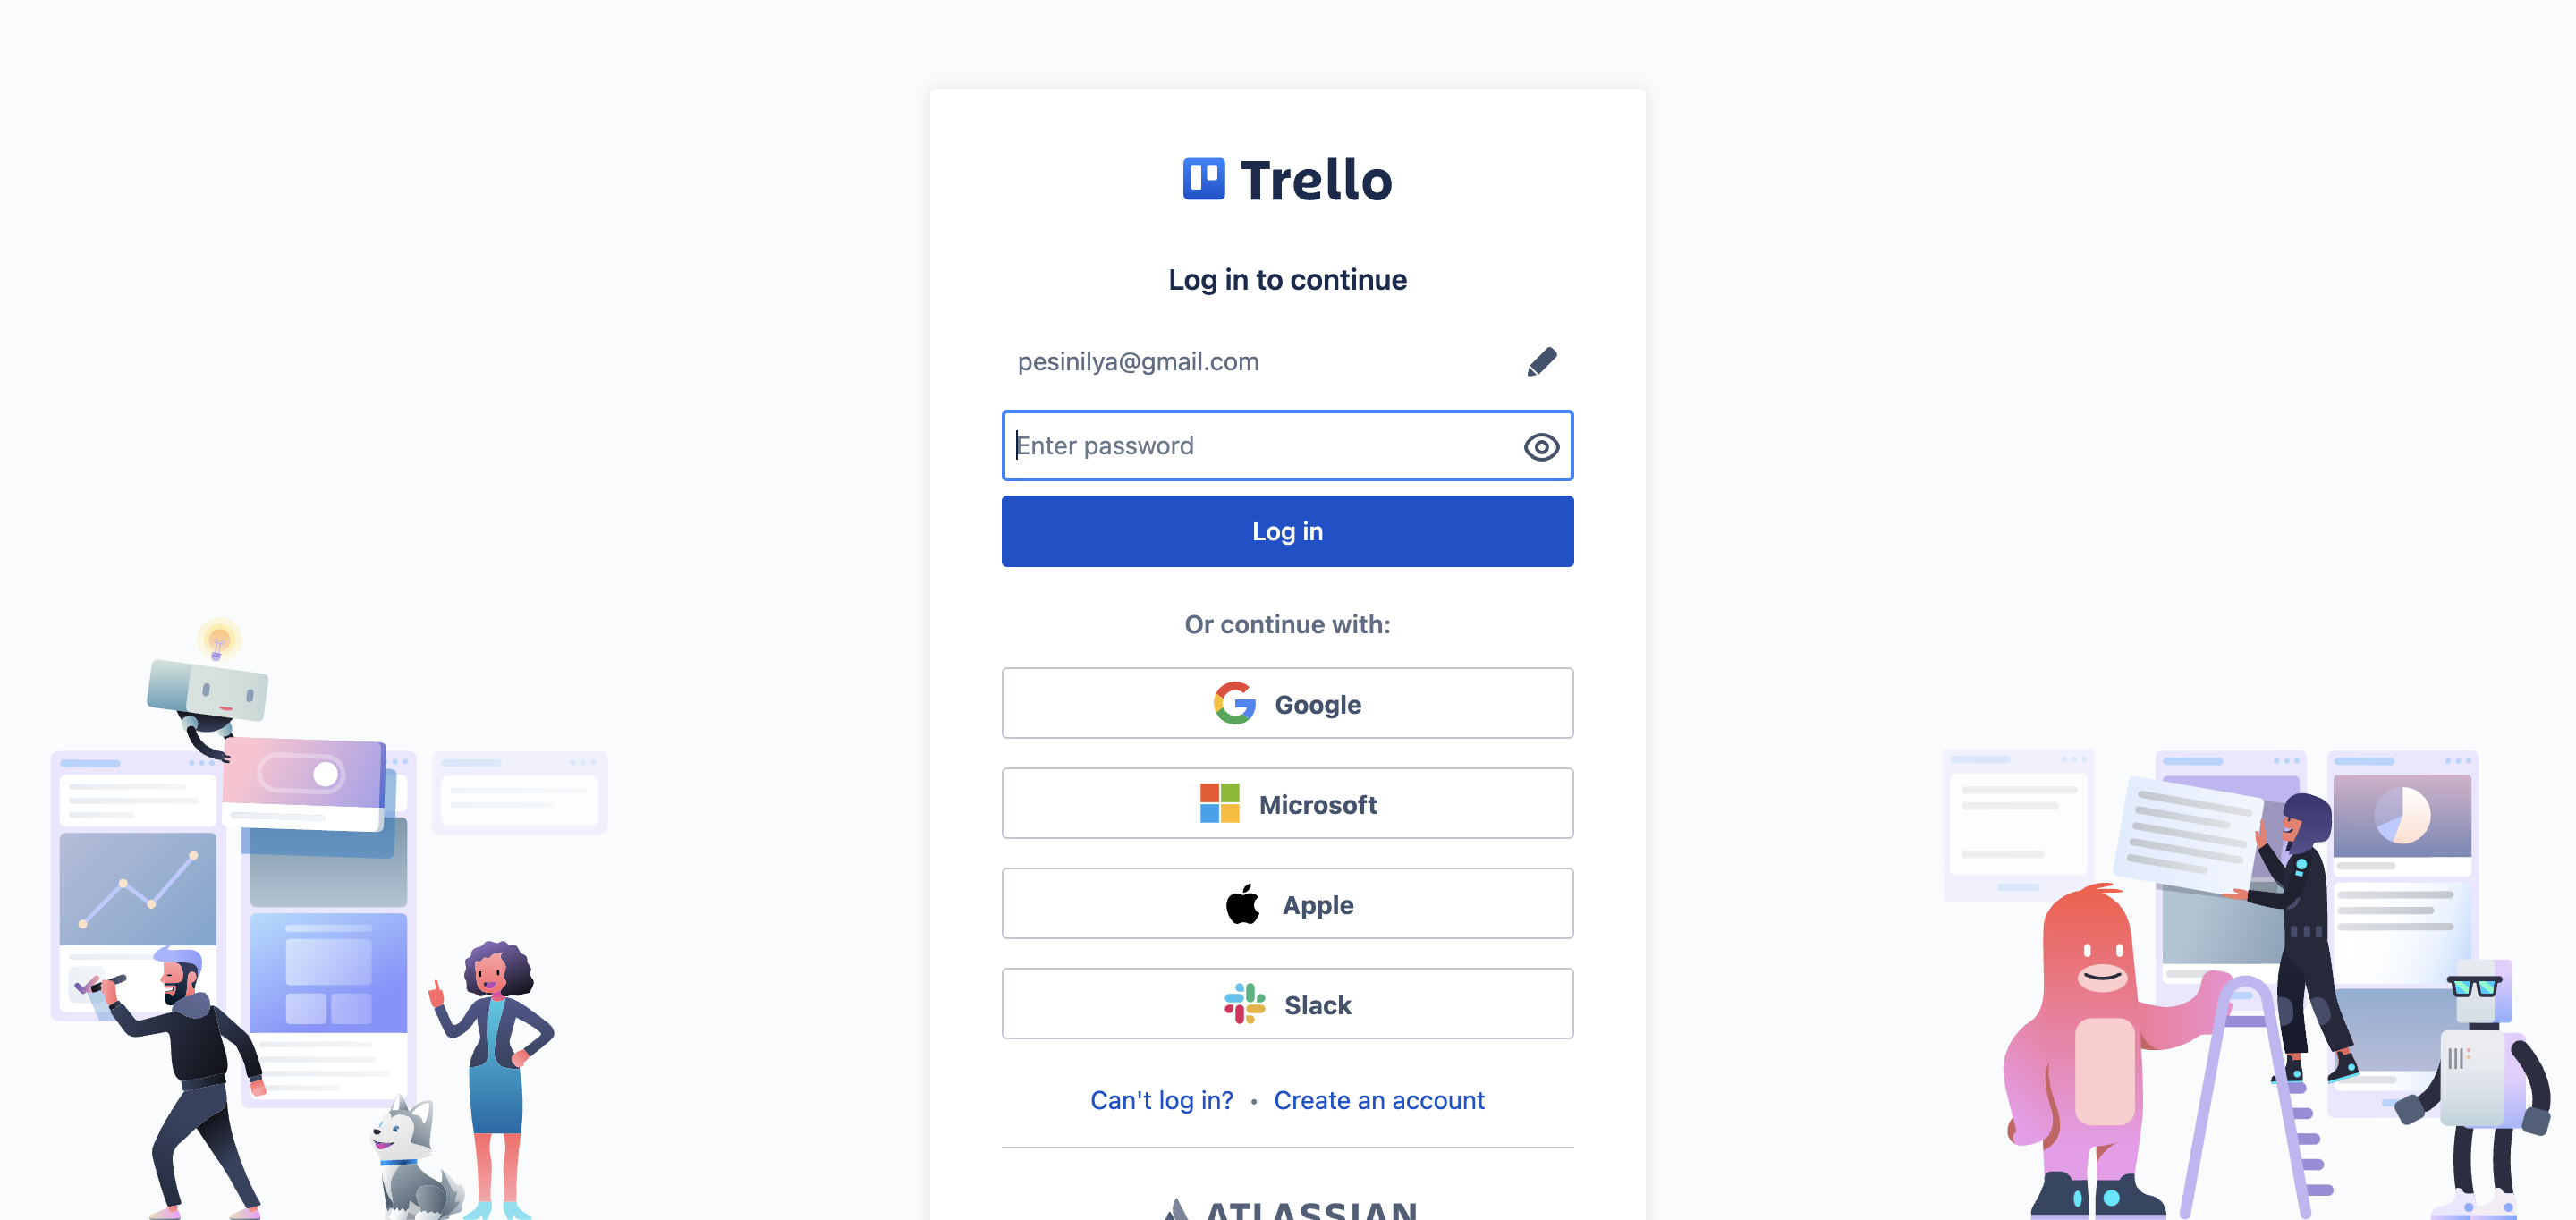 Trello
Log in to continue
pesinilya@gmail.com
Enter password
Log in
Or continue with:
Google
Microsoft
Apple
Slack
Can't log in? • Create an account
ATLASSIAN